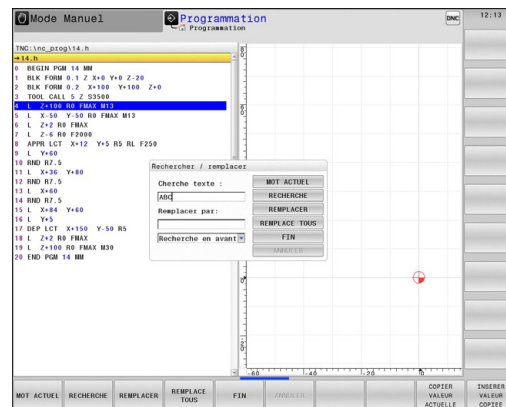 Mode Manuel
Programmation
Programmation
DNC
12:13
TNC:\nc_prog\14.h
→14.h
0 BEGIN PGM 14 MM
1 BLK FORM 0.1 Z X+0 Y+0 Z-20
2 BLK FORM 0.2 X+100 Y+100 Z+0
3 TOOL CALL 5 Z S3500
4 L Z+100 R0 FMAX M13
5 L X-50 Y-50 R0 FMAX M13
6 L Z+2 R0 FMAX
7 L Z-6 R0 F2000
8 APPR LCT X+12 Y+5 R5 RL F250
9 L Y+60
10 RND R7.5
11 L X+36 Y+80
12 RND R7.5
13 L X+60
14 RND R7.5
15 L X+84 Y+60
16 L Y+5
17 DEP LCT X+150 Y-50 R5
18 L Z+2 R0 FMAX
19 L Z+100 R0 FMAX M30
20 END PGM 14 MM
Rechercher / remplacer
Cherche texte :
ABC
Remplacer par:
Recherche en avant
MOT ACTUEL
RECHERCHE
REMPLACER
REMPLACE TOUS
FIN
ANNULER
-60
-40
-20
0
MOT ACTUEL
RECHERCHE
REMPLACER
REMPLACE
TOUS
FIN
ANNULER
COPIER
VALEUR
ACTUELLE
INSERER
VALEUR
COPIEE